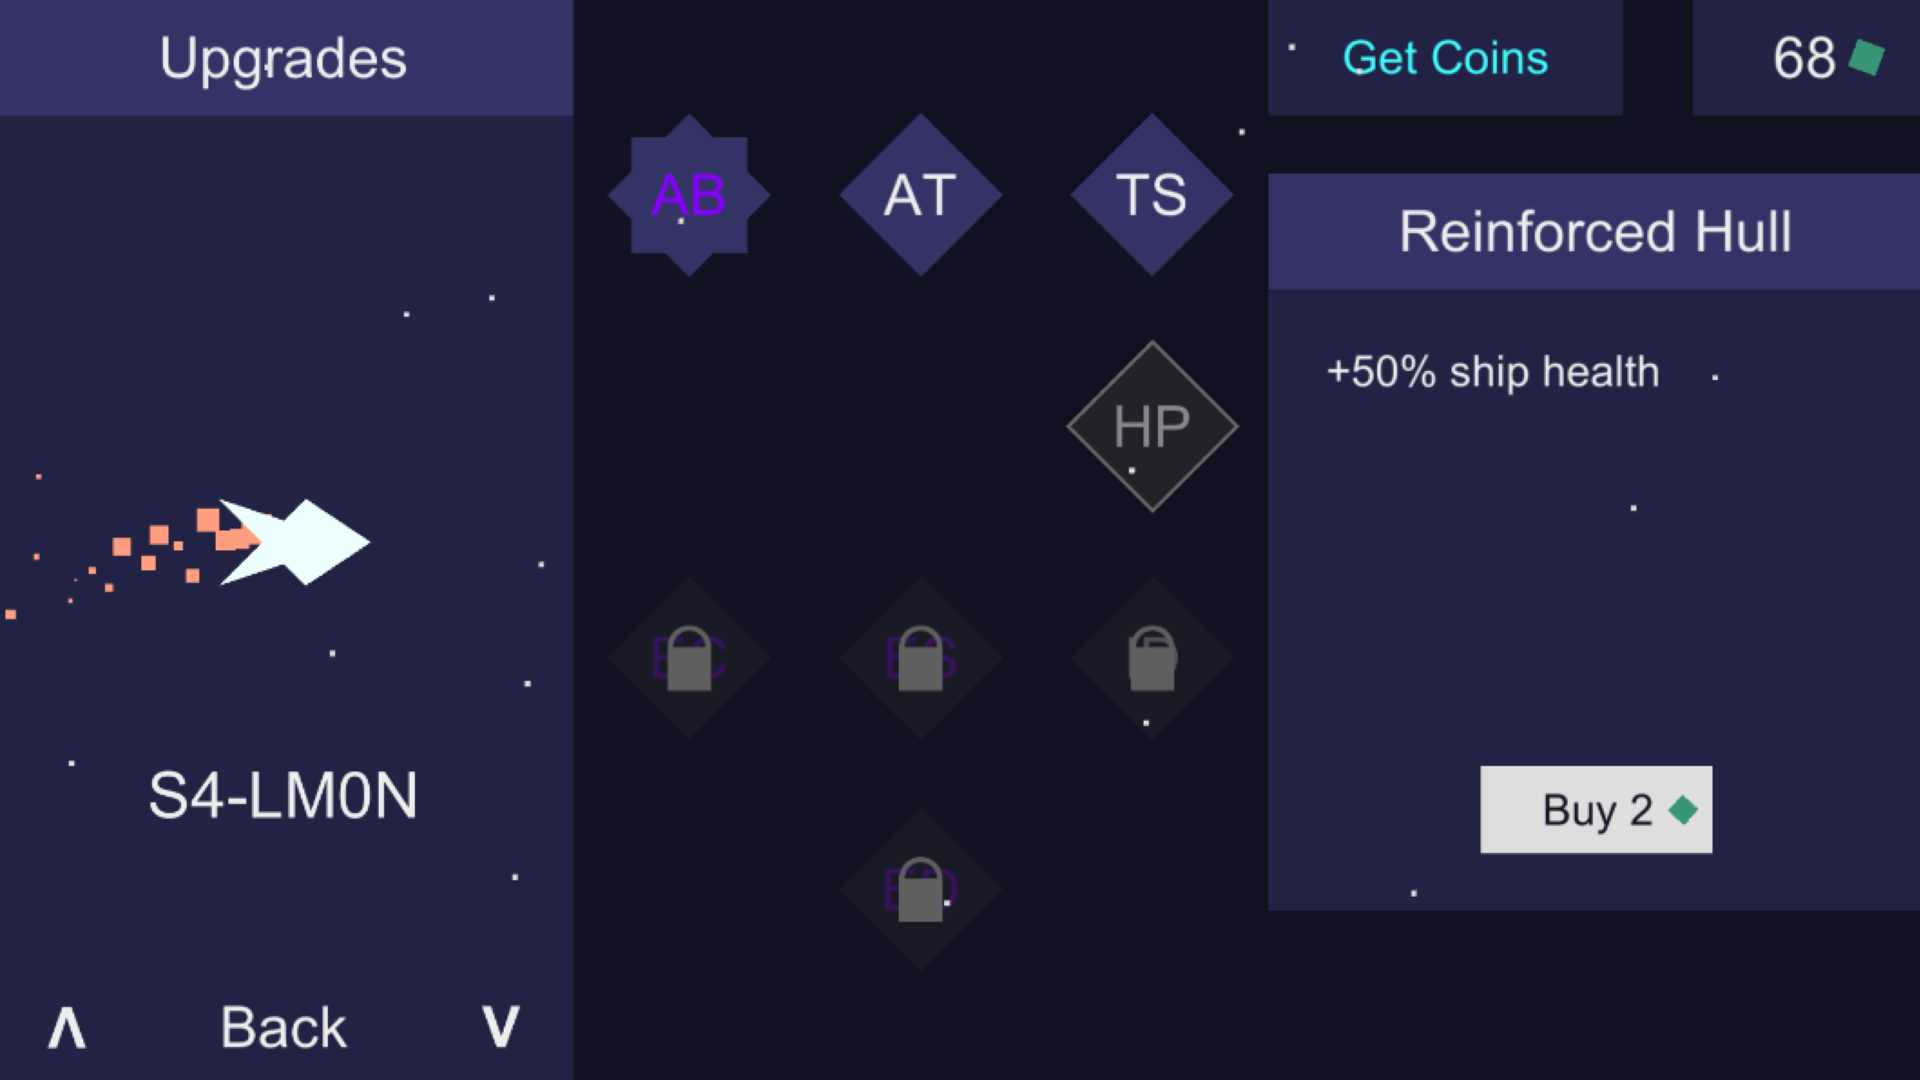 Upgrades
Get Coins
68
AB
AT
TS
Reinforced Hull
+50% ship health
HP
S4-LM0N
Buy 2
Λ
Back
V